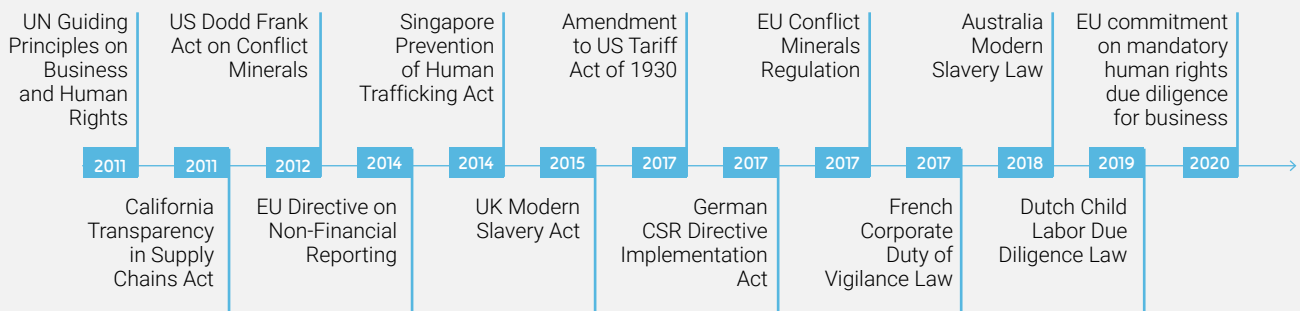 UN Guiding
Principles on
Business
and Human
Rights
US Dodd Frank
Act on Conflict
Minerals
Singapore
Prevention
of Human
Trafficking Act
Amendment
to US Tariff
Act of 1930
EU Conflict
Minerals
Regulation
Australia
Modern
Slavery Law
EU commitment
on mandatory
human rights
due diligence
for business
2011
2011
2012
2014
2014
2015
2017
2017
2017
2017
2018
2019
2020
California
Transparency
in Supply
Chains Act
EU Directive on
Non-Financial
Reporting
UK Modern
Slavery Act
German
CSR Directive
Implementation
Act
French
Corporate
Duty of
Vigilance Law
Dutch Child
Labor Due
Diligence Law